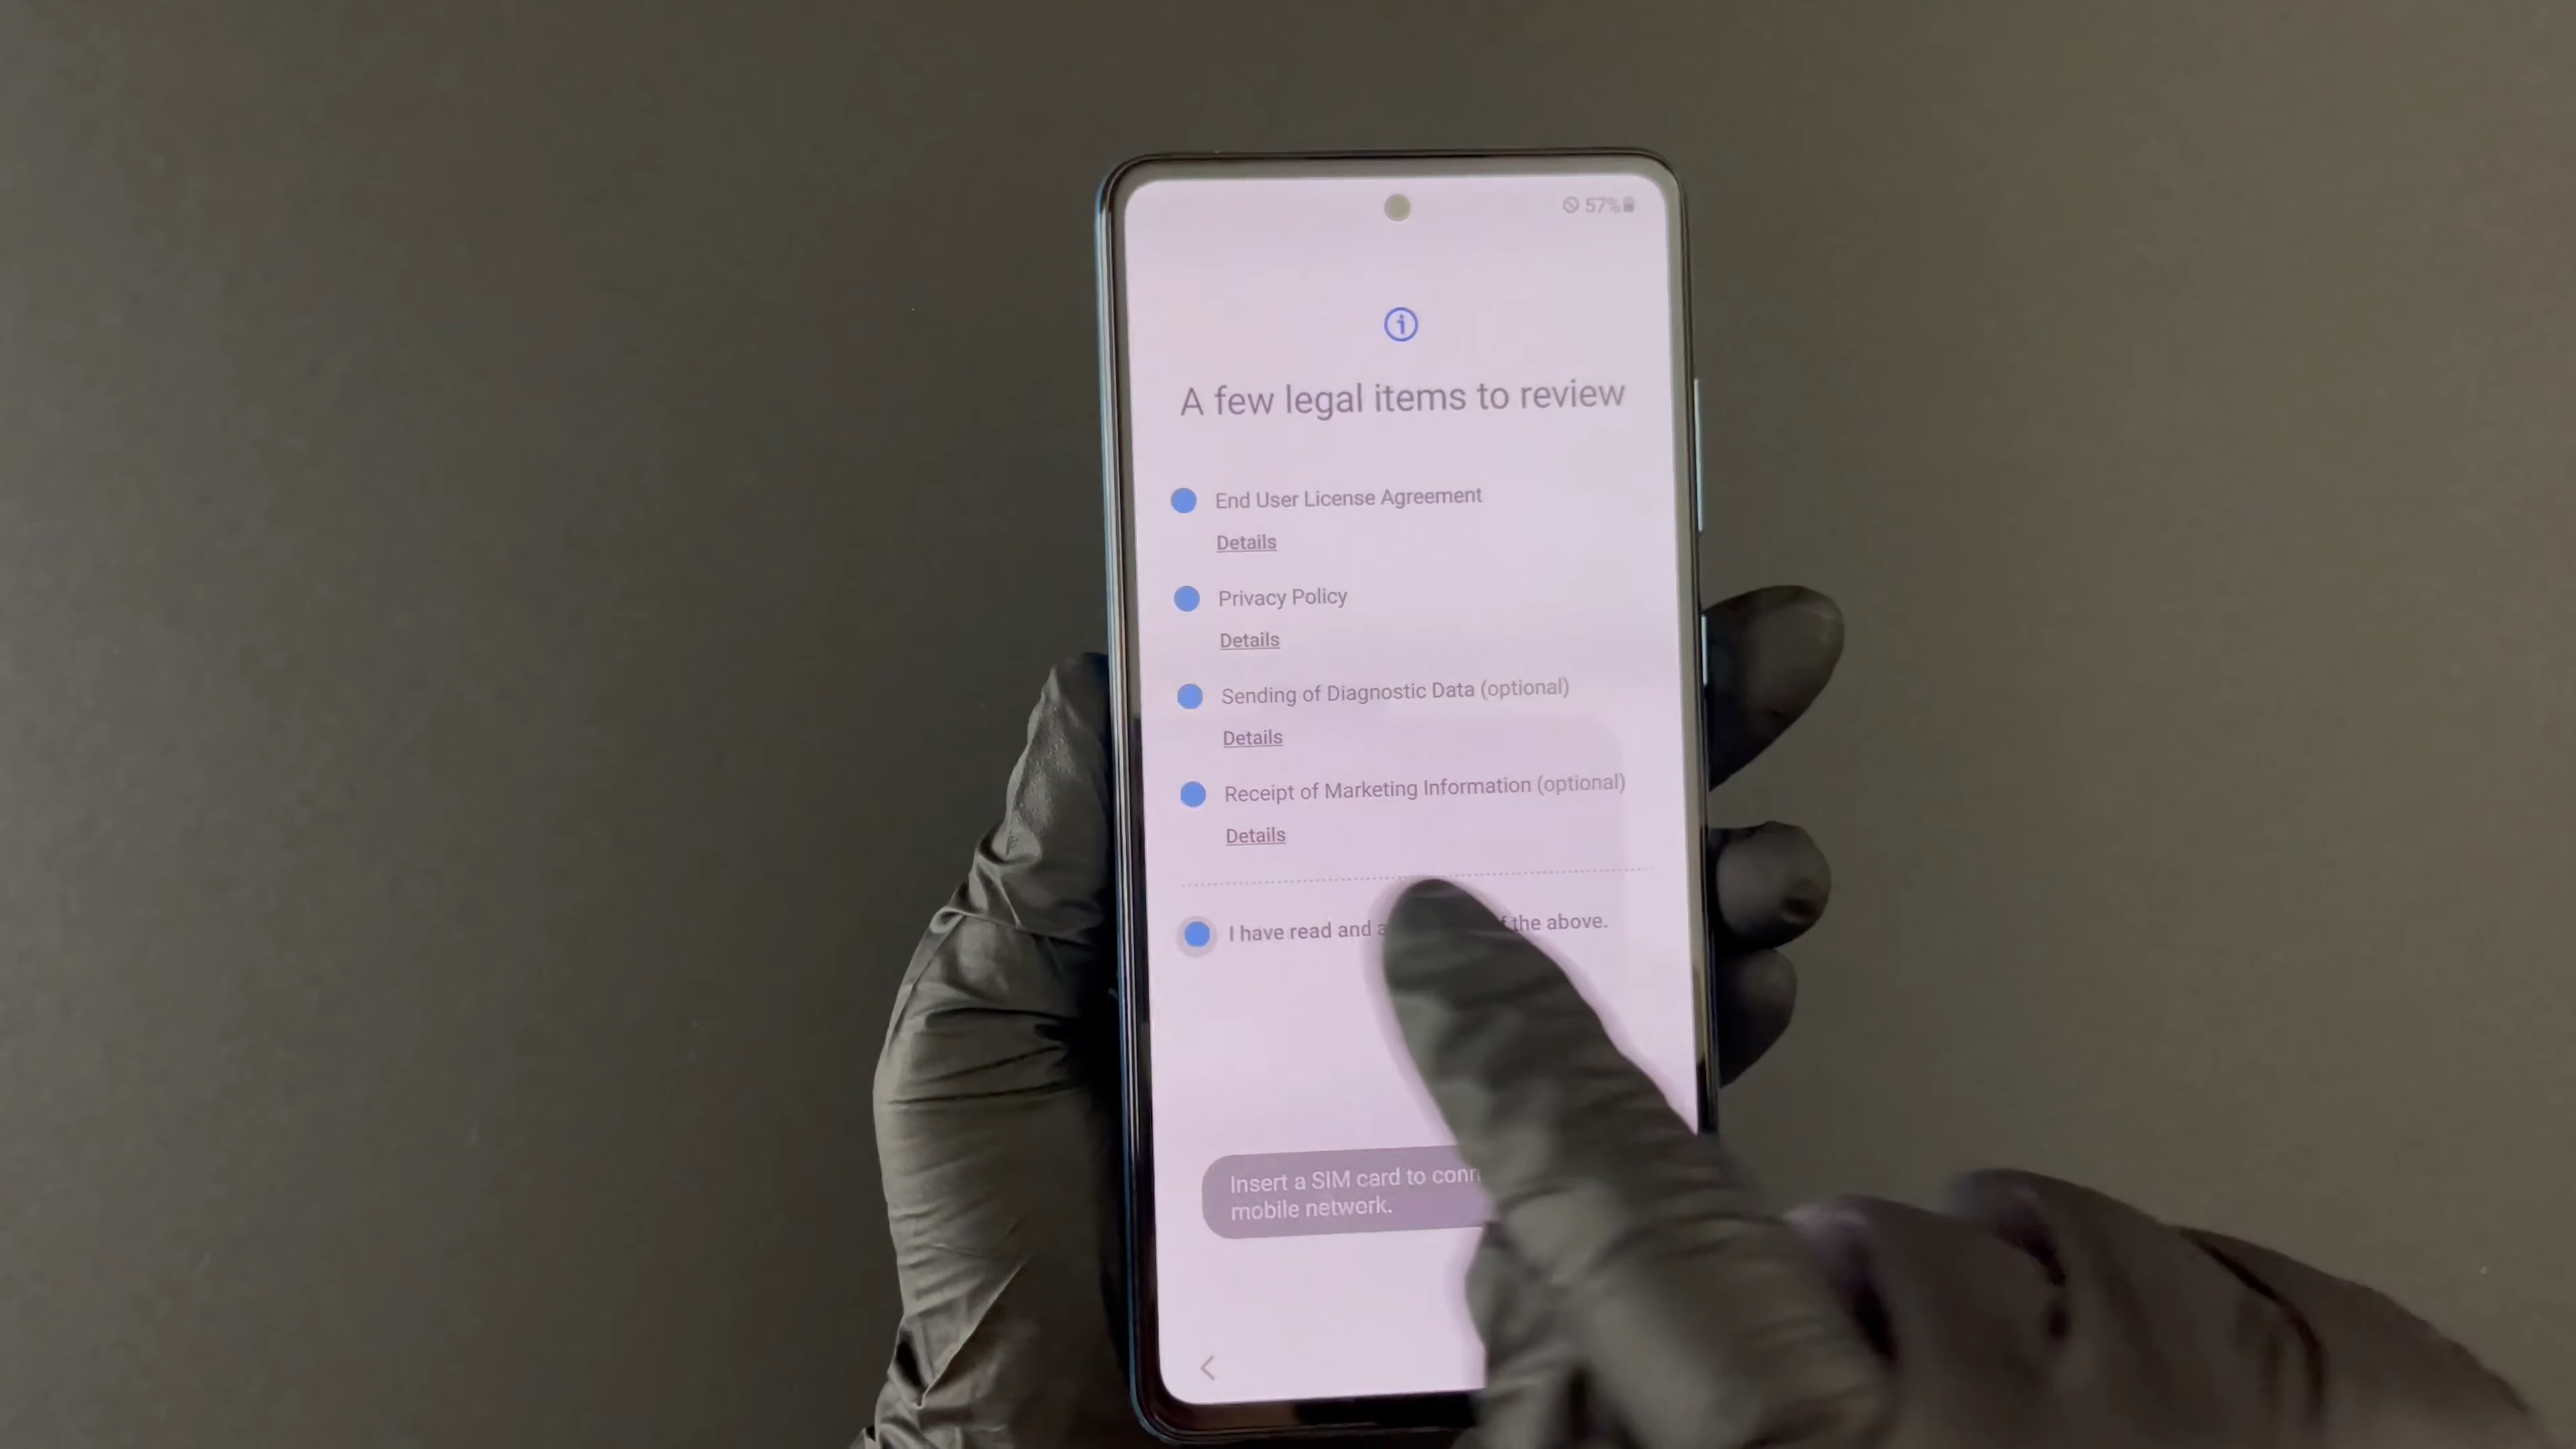 57%
A few legal items to review
End User License Agreement
Details
Privacy Policy
Details
Sending of Diagnostic Data (optional)
Details
Receipt of Marketing Information (optional)
Details
I have read and the above.
Insert a SIM card to
mobile network.